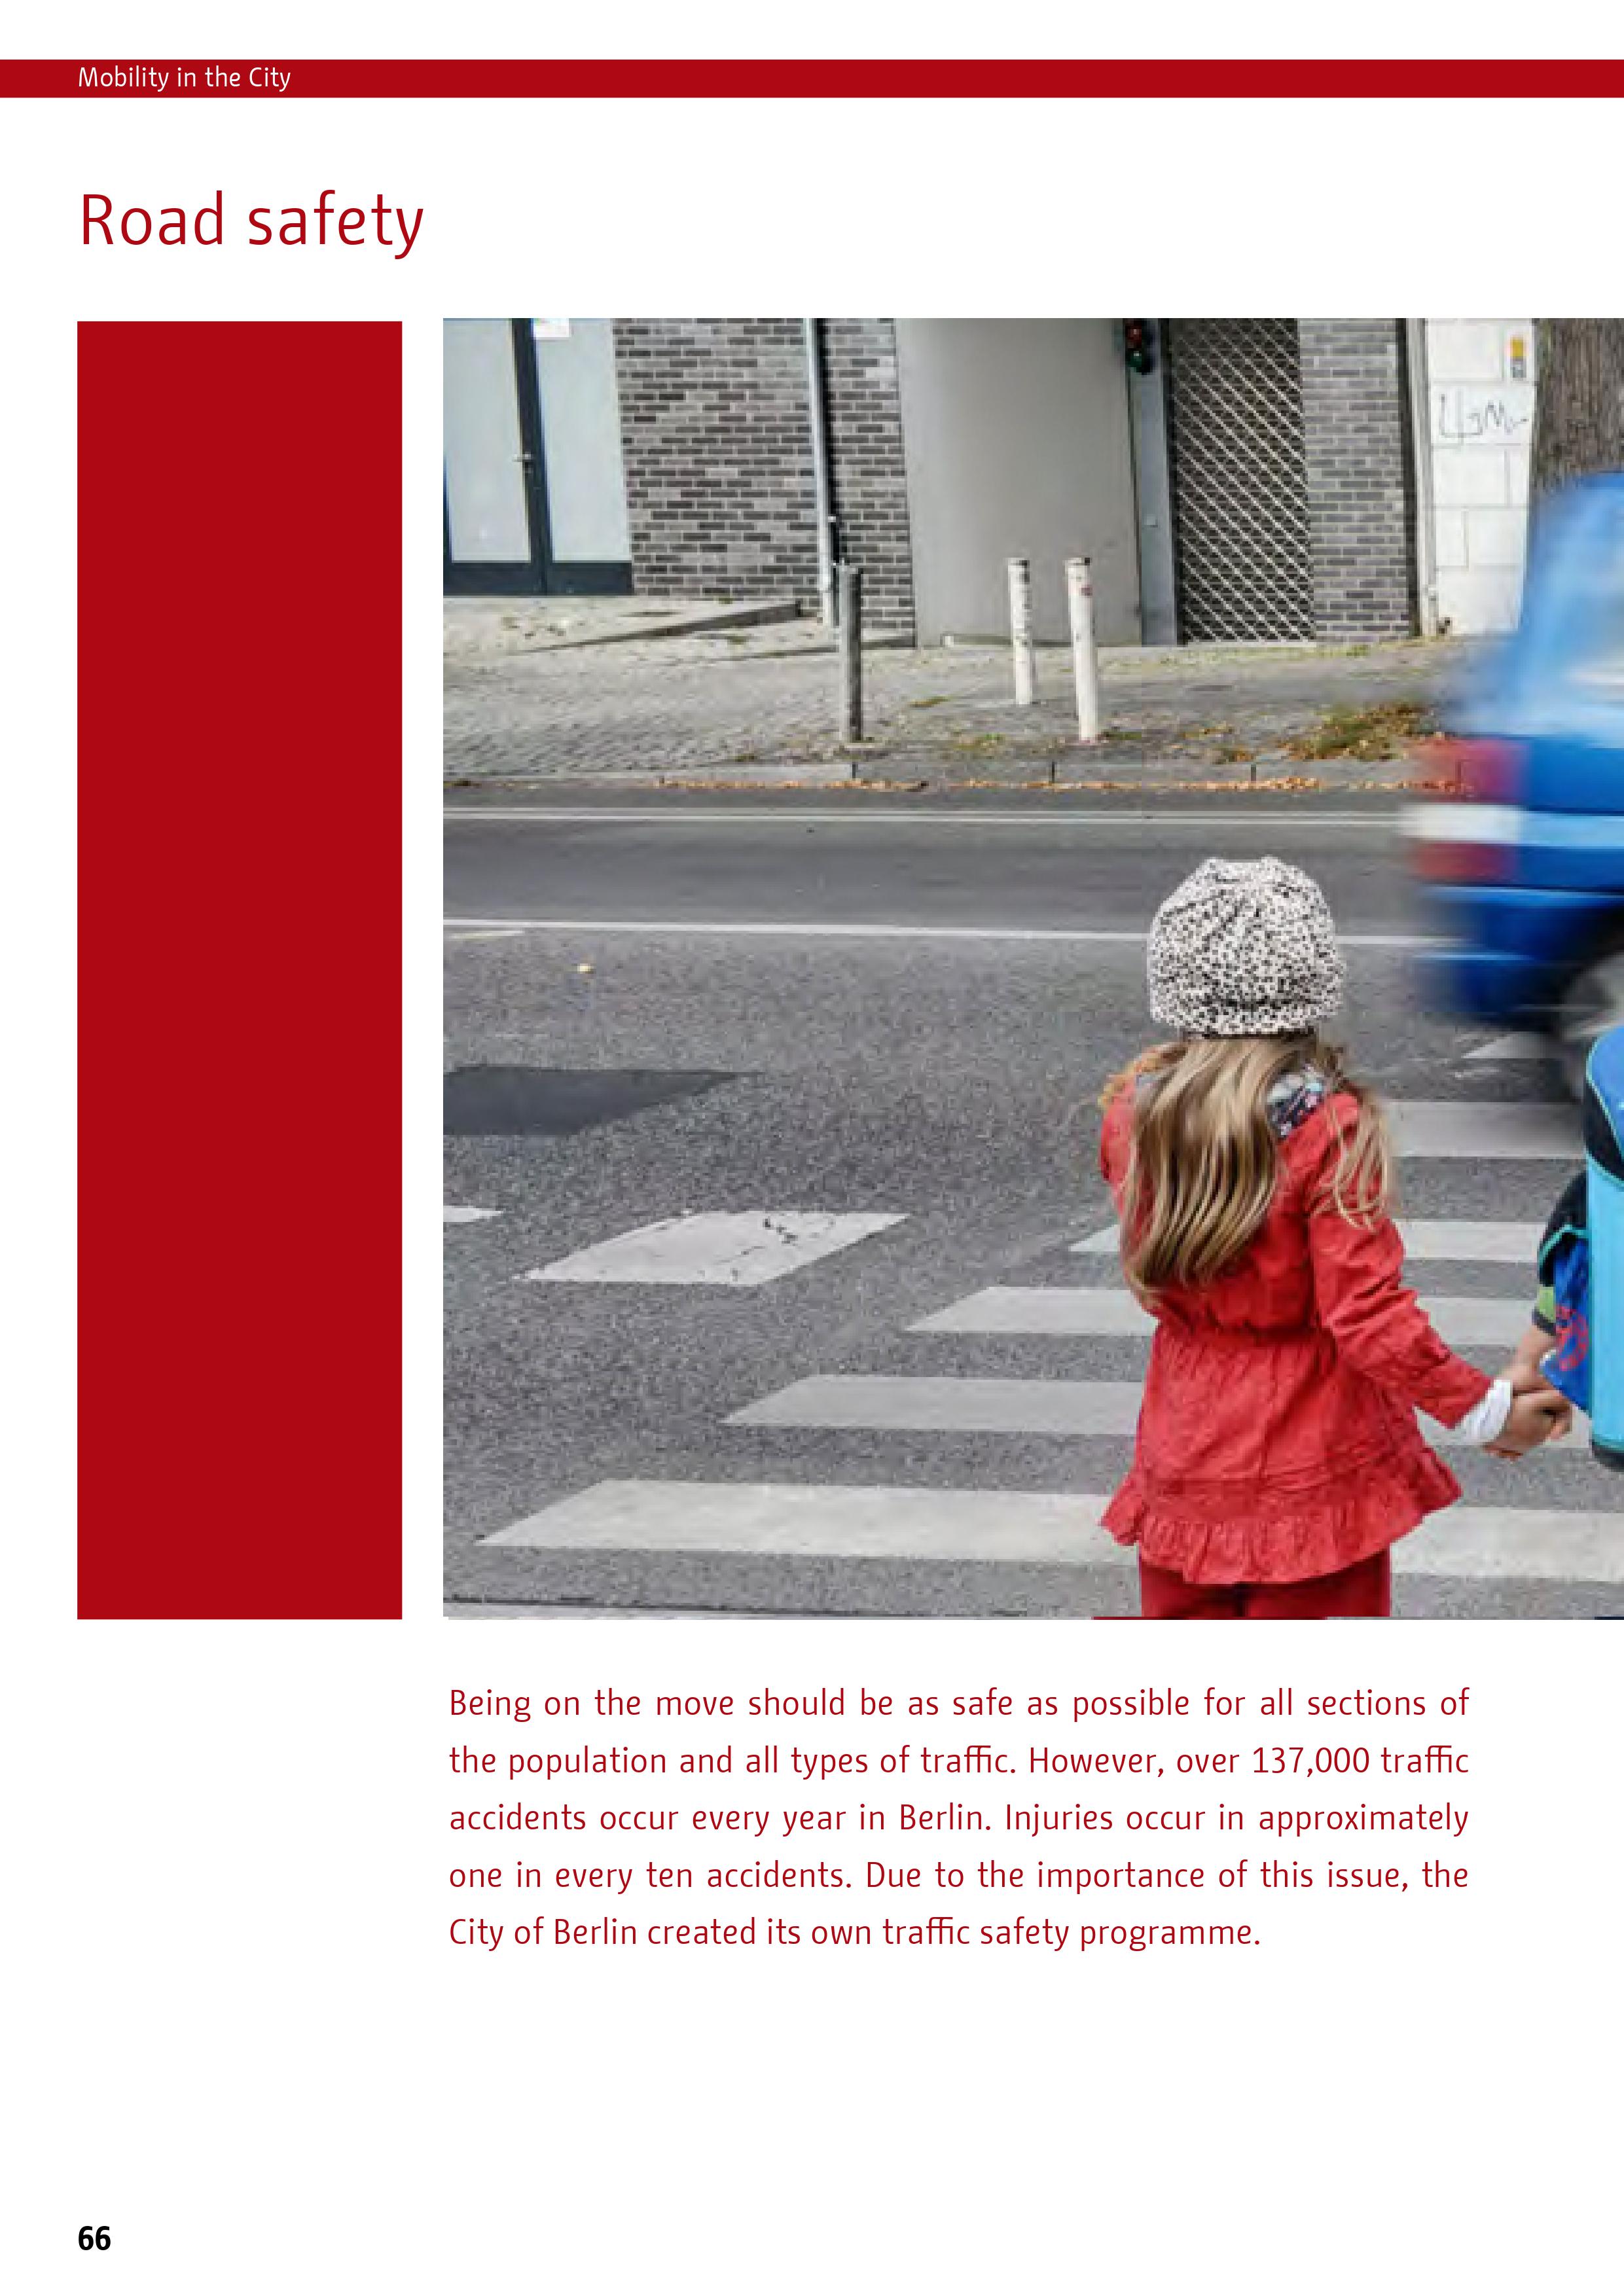 Mobility in the City
Road safety
Being on the move should be as safe as possible for all sections of
the population and all types of traffic. However, over 137,000 traffic
accidents occur every year in Berlin. Injuries occur in approximately
one in every ten accidents. Due to the importance of this issue, the
City of Berlin created its own traffic safety programme.
66